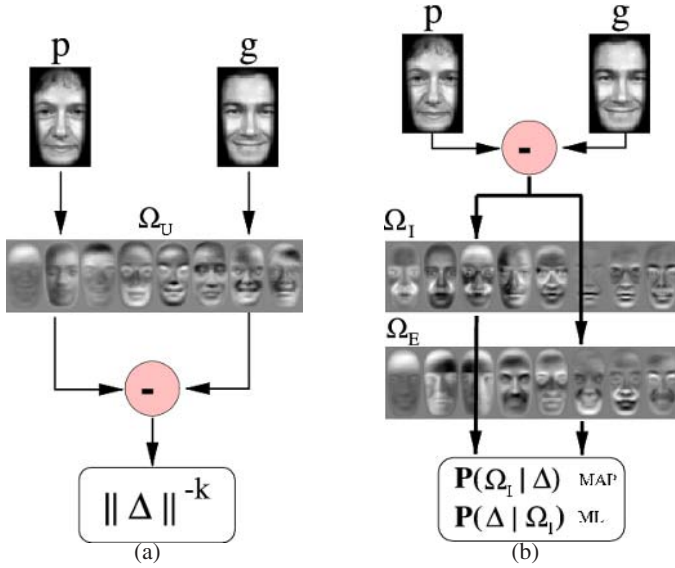 p g
Ω_U
-
‖ Δ ‖^-k
(a)
p g
-
Ω_I
Ω_E
P(Ω_I | Δ) MAP
P(Δ | Ω_I) ML
(b)